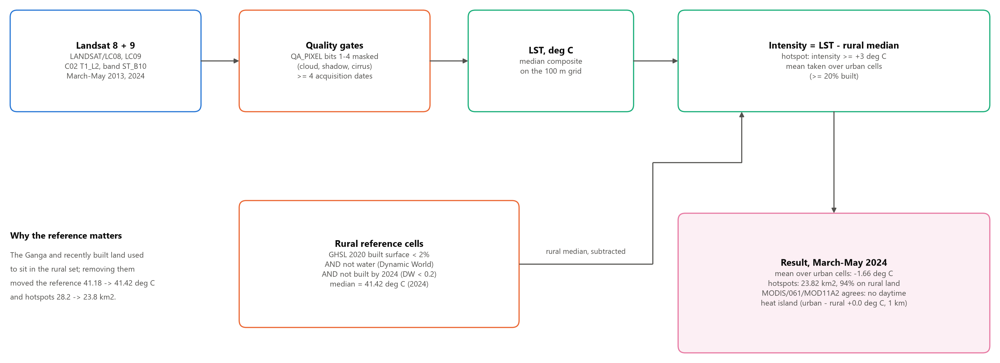 Landsat 8 + 9
LANDSAT/LC08, LC09
C02 T1_L2, band ST_B10
March-May 2013, 2024
Quality gates
QA_PIXEL bits 1-4 masked
(cloud, shadow, cirrus)
>= 4 acquisition dates
LST, deg C
median composite
on the 100 m grid
Intensity = LST - rural median
hotspot: intensity >= +3 deg C
mean taken over urban cells
(>= 20% built)
Why the reference matters
The Ganga and recently built land used
to sit in the rural set; removing them
moved the reference 41.18 -> 41.42 deg C
and hotspots 28.2 -> 23.8 km2.
Rural reference cells
GHSL 2020 built surface < 2%
AND not water (Dynamic World)
AND not built by 2024 (DW < 0.2)
median = 41.42 deg C (2024)
rural median, subtracted
Result, March-May 2024
mean over urban cells: -1.66 deg C
hotspots: 23.82 km2, 94% on rural land
MODIS/061/MOD11A2 agrees: no daytime
heat island (urban - rural +0.0 deg C, 1 km)